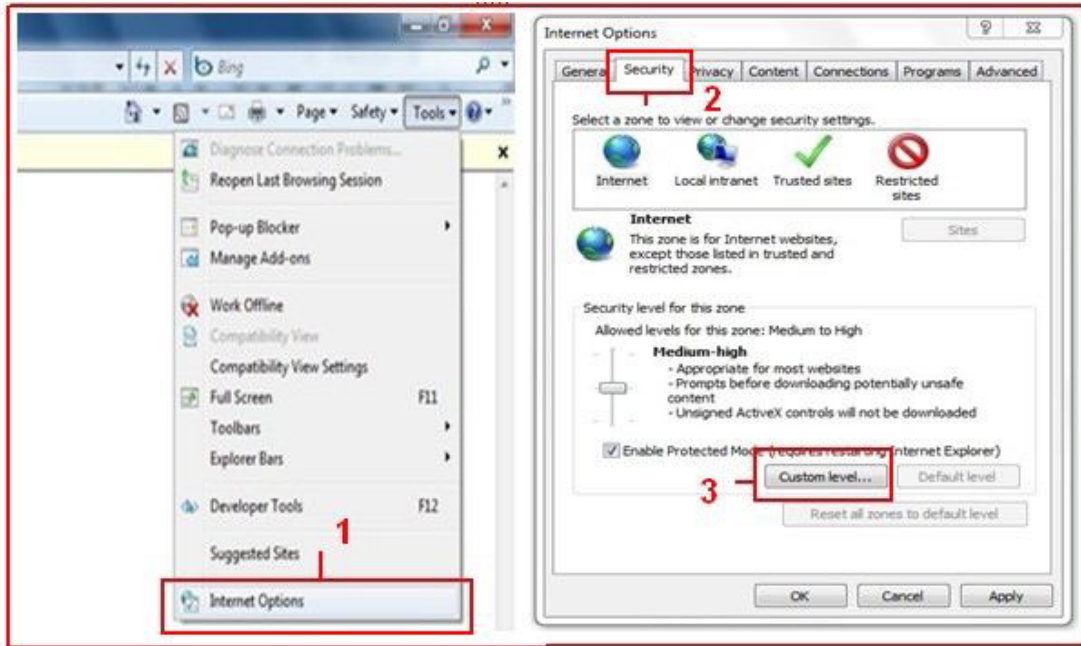 Bing
Page Safety Tools
Diagnose Connection Problems...
Reopen Last Browsing Session
Pop-up Blocker
Manage Add-ons
Work Offline
Compatibility View
Compatibility View Settings
Full Screen F11
Toolbars
Explorer Bars
Developer Tools F12
1
Suggested Sites
Internet Options
Internet Options
General Security Privacy Content Connections Programs Advanced
2
Select a zone to view or change security settings.
Internet Local intranet Trusted sites Restricted
sites
Internet
Sites
This zone is for Internet websites,
except those listed in trusted and
restricted zones.
Security level for this zone
Allowed levels for this zone: Medium to High
Medium-high
- Appropriate for most websites
- Prompts before downloading potentially unsafe
content
- Unsigned ActiveX controls will not be downloaded
Enable Protected Mode (requires restarting Internet Explorer)
3
Custom level... Default level
Reset all zones to default level
OK Cancel Apply